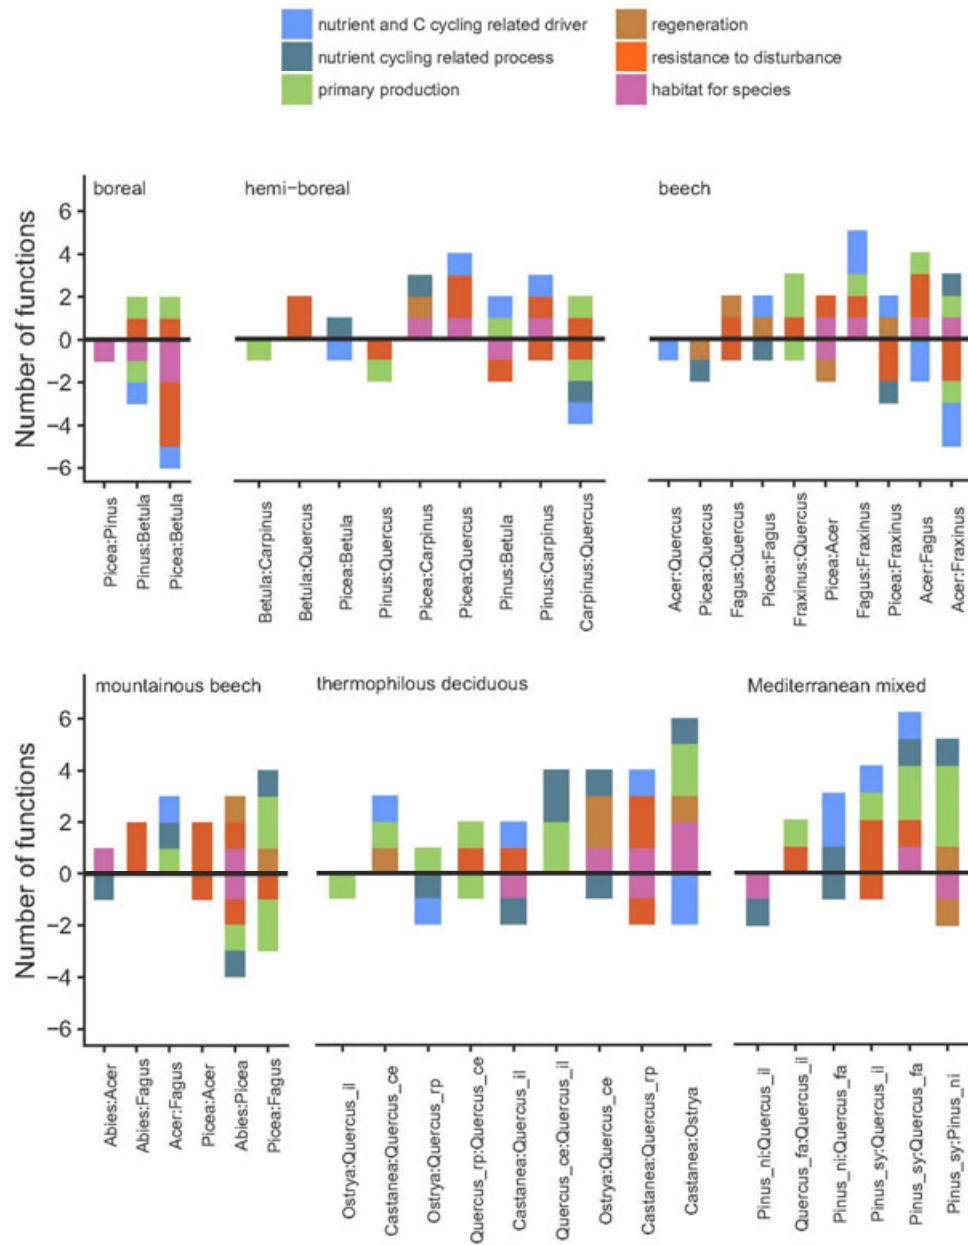 nutrient and C cycling related driver
nutrient cycling related process
primary production
regeneration
resistance to disturbance
habitat for species
Number of functions
boreal
hem-boreal
beech
6
4
2
0
−2
−4
−6
Picea:Pinus
Pinus:Betula
Picea:Betula
Betula:Carpinus
Betula:Quercus
Picea:Betula
Pinus:Quercus
Picea:Carpinus
Picea:Quercus
Pinus:Betula
Pinus:Carpinus
Carpinus:Quercus
Acer:Quercus
Picea:Quercus
Fagus:Quercus
Picea:Fagus
Fraxinus:Quercus
Picea:Acer
Fagus:Fraxinus
Picea:Fraxinus
Acer:Fagus
Acer:Fraxinus
Number of functions
mountainous beech
thermophilous deciduous
Mediterranean mixed
6
4
2
0
−2
−4
−6
Abies:Acer
Abies:Fagus
Acer:Fagus
Picea:Acer
Abies:Picea
Picea:Fagus
Ostrya:Quercus_il
Castanea:Quercus_ce
Ostrya:Quercus_rp
Quercus_rp:Quercus_ce
Castanea:Quercus_il
Quercus_ce:Quercus_il
Ostrya:Quercus_ce
Castanea:Quercus_rp
Castanea:Ostrya
Pinus_ni:Quercus_il
Quercus_fa:Quercus_il
Pinus_ni:Quercus_fa
Pinus_sy:Quercus_il
Pinus_sy:Quercus_fa
Pinus_sy:Pinus_ni